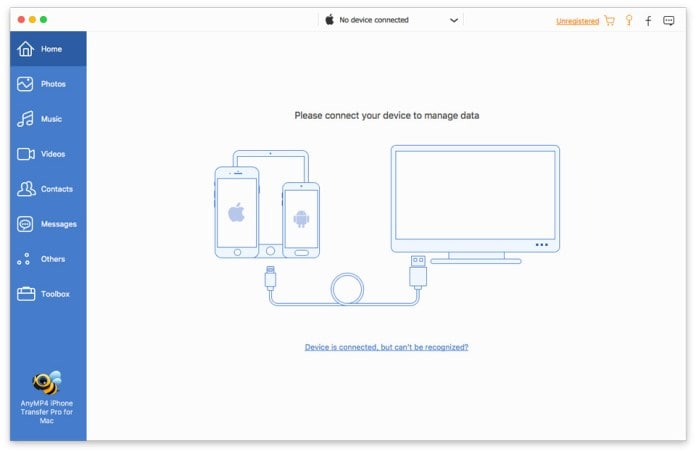 No device connected
Unregistered
Home
Photos
Music
Videos
Contacts
Messages
Others
Toolbox
Please connect your device to manage data
Device is connected, but can't be recognized?
AnyMP4 iPhone
Transfer Pro for
Mac